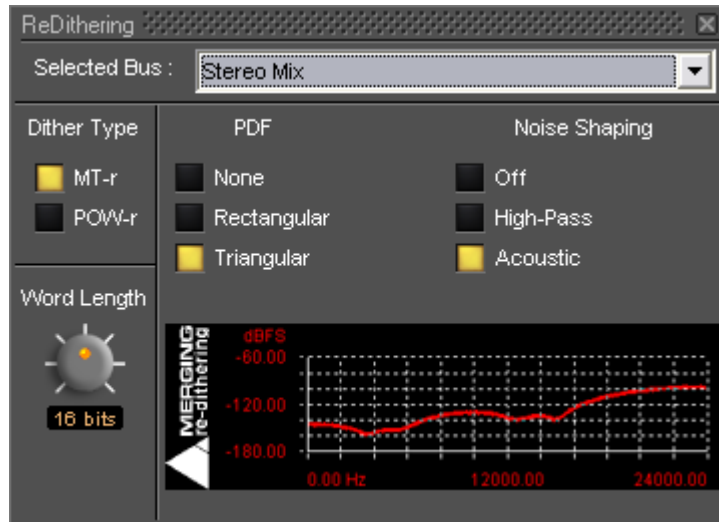 ReDithering
Selected Bus :
Stereo Mix
Dither Type
MT-r
POW-r
PDF
None
Rectangular
Triangular
Noise Shaping
Off
High-Pass
Acoustic
Word Length
16 bits
MERGING
re-dithering
dBFS
-60.00
-120.00
-180.00
0.00 Hz
12000.00
24000.00